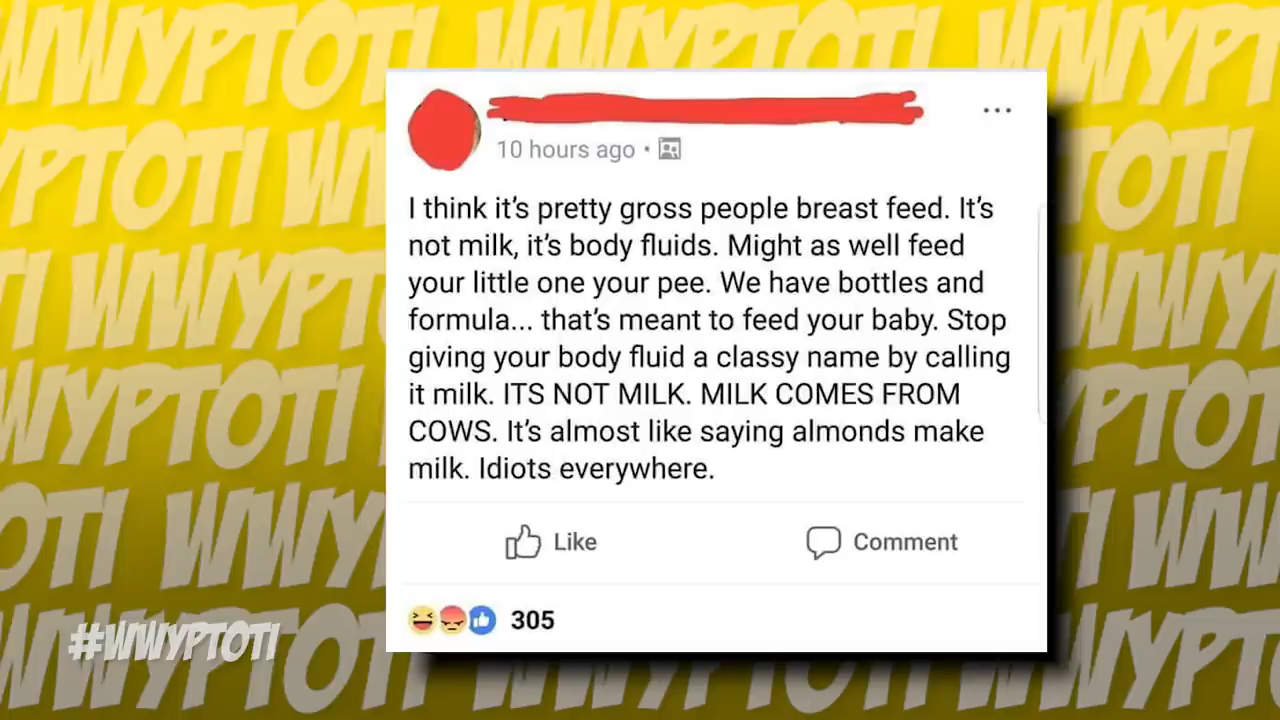 10 hours ago •
I think it's pretty gross people breast feed. It's
not milk, it's body fluids. Might as well feed
your little one your pee. We have bottles and
formula... that's meant to feed your baby. Stop
giving your body fluid a classy name by calling
it milk. ITS NOT MILK. MILK COMES FROM
COWS. It's almost like saying almonds make
milk. Idiots everywhere.
Like Comment
305
#WWYPTOTI